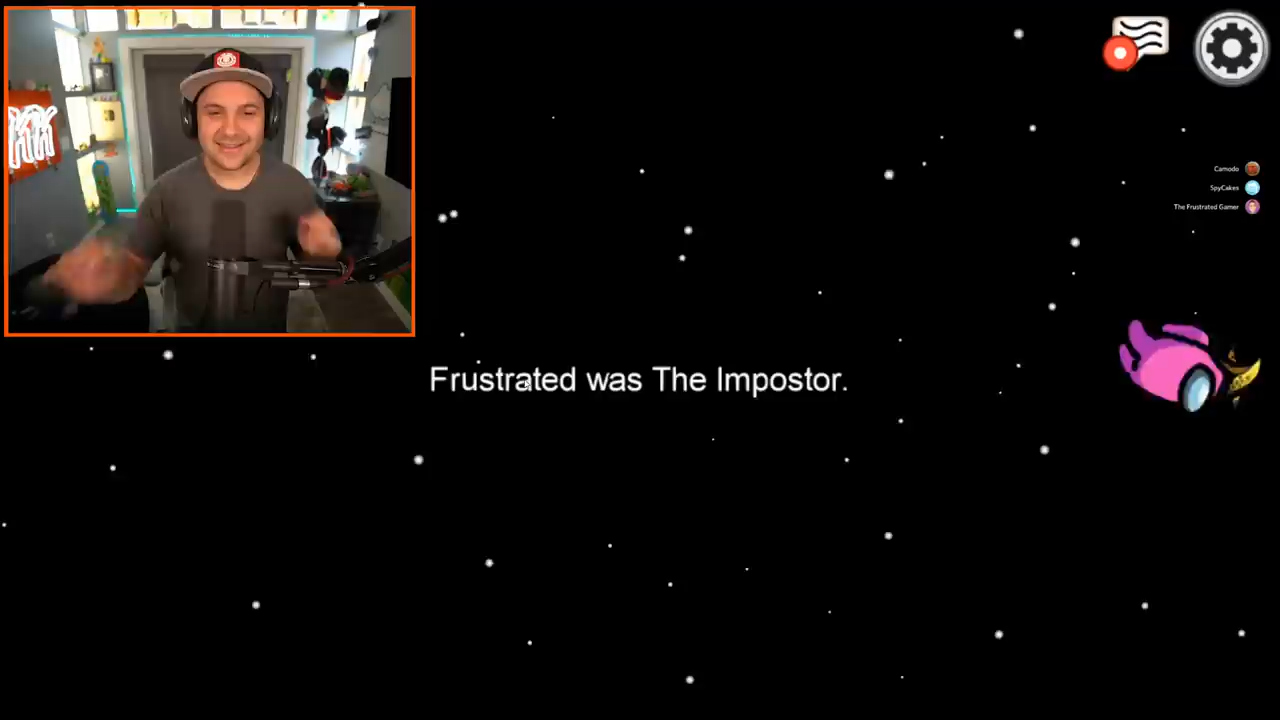 Camodo
SpyCakes
The Frustrated Gamer
Frustrated was The Impostor.